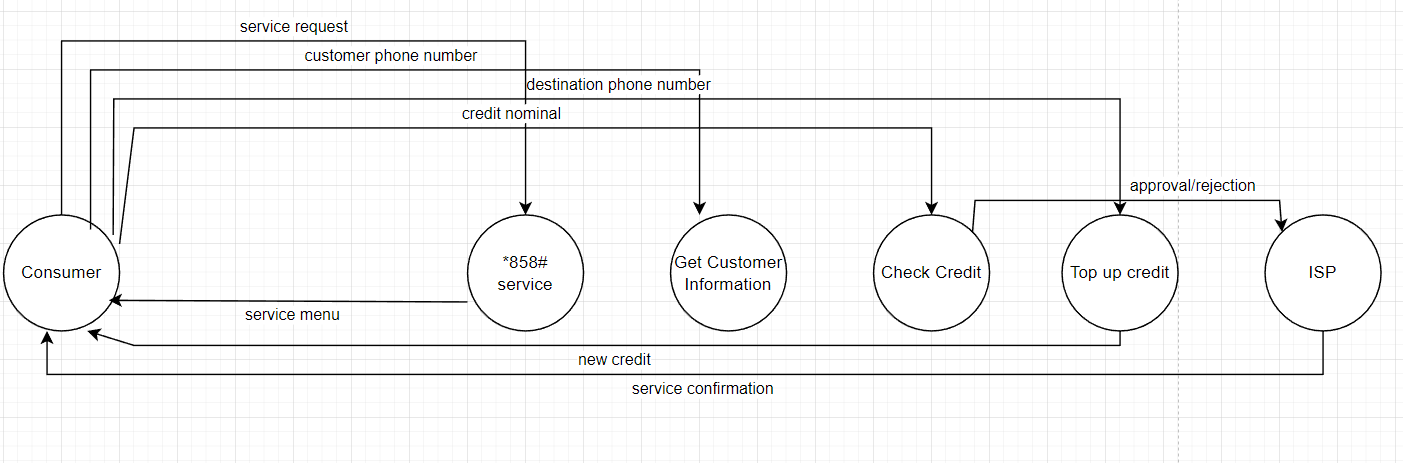 service request
customer phone number
destination phone number
credit nominal
approval/rejection
Consumer
*858#
service
Get Customer
Information
Check Credit
Top up credit
ISP
service menu
new credit
service confirmation